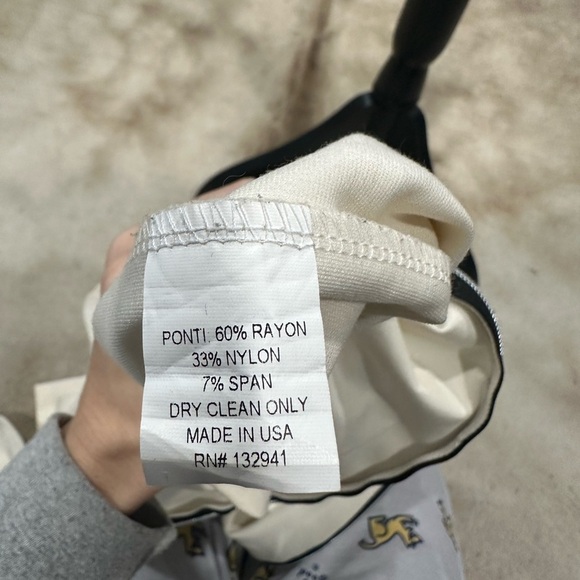 PONTI. 60% RAYON
33% NYLON
7% SPAN
DRY CLEAN ONLY
MADE IN USA
RN# 132941